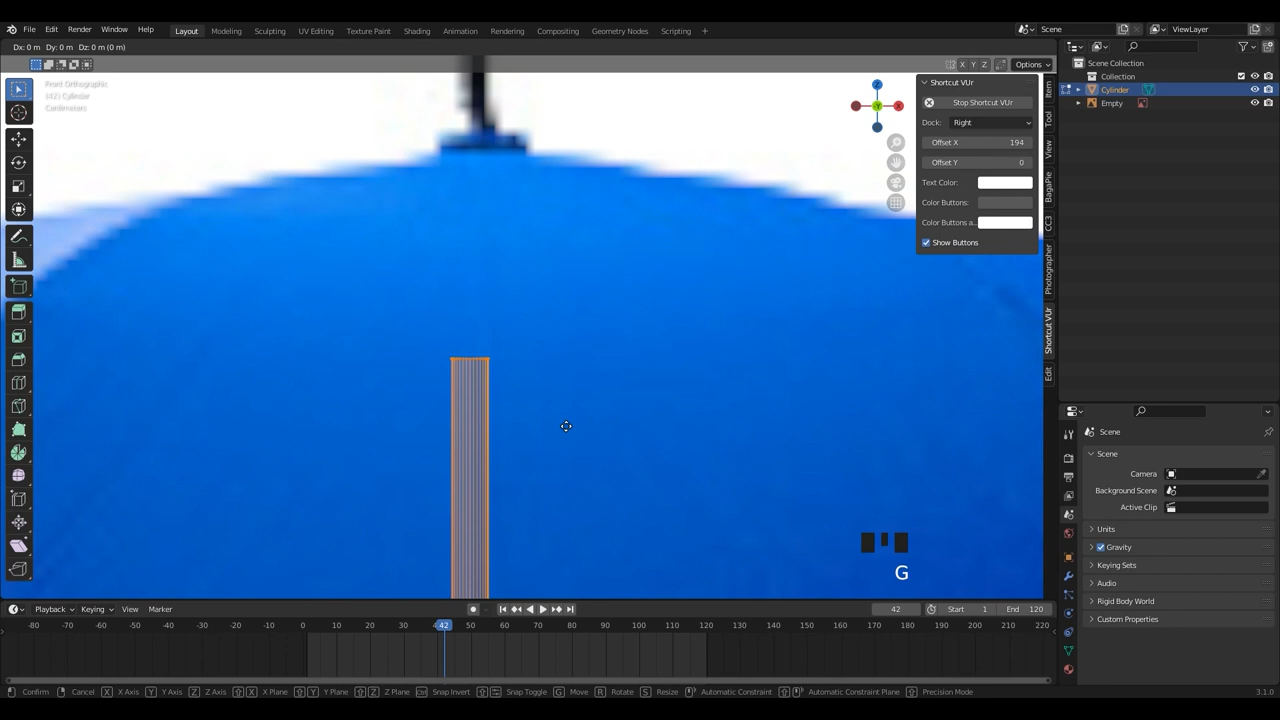 File Edit Render Window Help
Layout Modeling Sculpting UV Editing Texture Paint Shading Animation Rendering Compositing Geometry Nodes Scripting
Scene
ViewLayer
Dx: 0 m Dy: 0 m Dz: 0 m (0 m)
X Y Z
Options
Front Orthographic
(42) Cylinder
Centimeters
Z
X
Y
Shortcut VUr
Stop Shortcut VUr
Dock: Right
Offset X 194
Offset Y 0
Text Color:
Color Buttons:
Color Buttons a..
Show Buttons
Item
Tool
View
BagaPie
CC3
Photographer
Shortcut VUr
Edit
Scene Collection
Collection
Cylinder
Empty
Scene
Scene
Camera
Background Scene
Active Clip
Units
Gravity
Keying Sets
Audio
Rigid Body World
Custom Properties
G
Playback Keying View Marker
42 Start 1 End 120
-80 -70 -60 -50 -40 -30 -20 -10 0 10 20 30 42 50 60 70 80 90 100 110 120 130 140 150 160 170 180 190 200 210 220
Confirm Cancel X X Axis Y Y Axis Z Z Axis X X Plane Y Y Plane Z Z Plane Ctrl Snap Invert Snap Toggle G Move R Rotate S Resize Automatic Constraint Automatic Constraint Plane Precision Mode
3.1.0